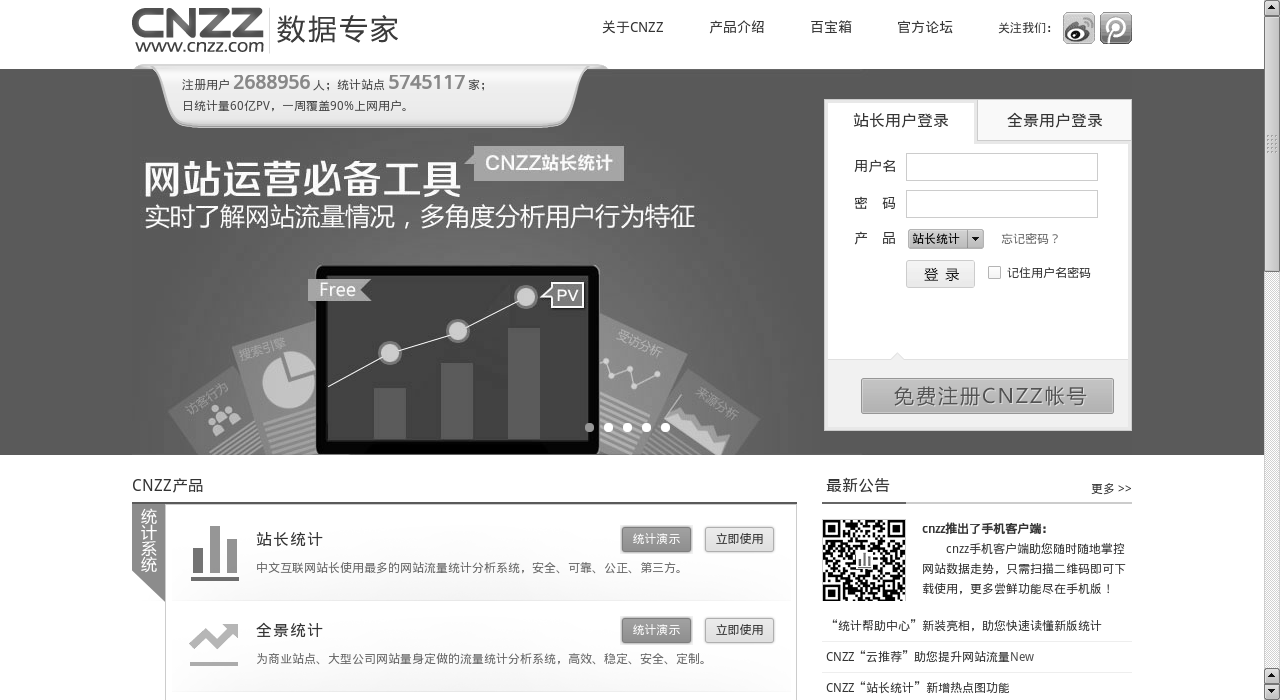 CNZZ 数据专家
www.cnzz.com
关于CNZZ 产品介绍 百宝箱 官方论坛 关注我们：
注册用户 2688956 人；统计站点 5745117 家；
日统计量60亿PV，一周覆盖90%上网用户。
网站运营必备工具 CNZZ站长统计
实时了解网站流量情况，多角度分析用户行为特征
Free
PV
搜索引擎
访客行为
受访分析
来源分析
站长用户登录 全景用户登录
用户名
密 码
产 品 站长统计 忘记密码？
登 录 记住用户名密码
免费注册CNZZ帐号
CNZZ产品
统计系统
站长统计 统计演示 立即使用
中文互联网站长使用最多的网站流量统计分析系统，安全、可靠、公正、第三方。
全景统计 统计演示 立即使用
为商业站点、大型公司网站量身定做的流量统计分析系统，高效、稳定、安全、定制。
最新公告 更多 >>
cnzz推出了手机客户端：
cnzz手机客户端助您随时随地掌控
网站数据走势，只需扫描二维码即可下
载使用，更多尝鲜功能尽在手机版！
“统计帮助中心”新装亮相，助您快速读懂新版统计
CNZZ“云推荐”助您提升网站流量New
CNZZ“站长统计”新增热点图功能